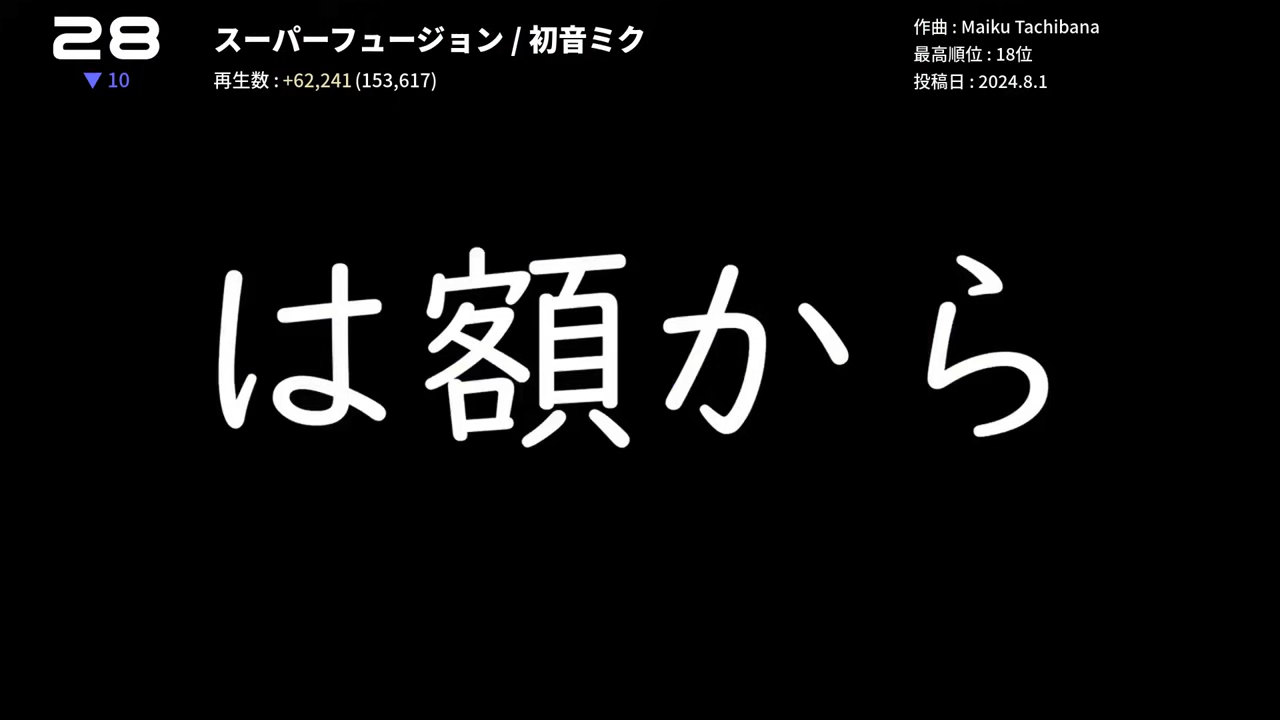 28
▼ 10
スーパーフュージョン / 初音ミク
再生数 : +62,241 (153,617)
作曲 : Maiku Tachibana
最高順位 : 18位
投稿日 : 2024.8.1
は額から